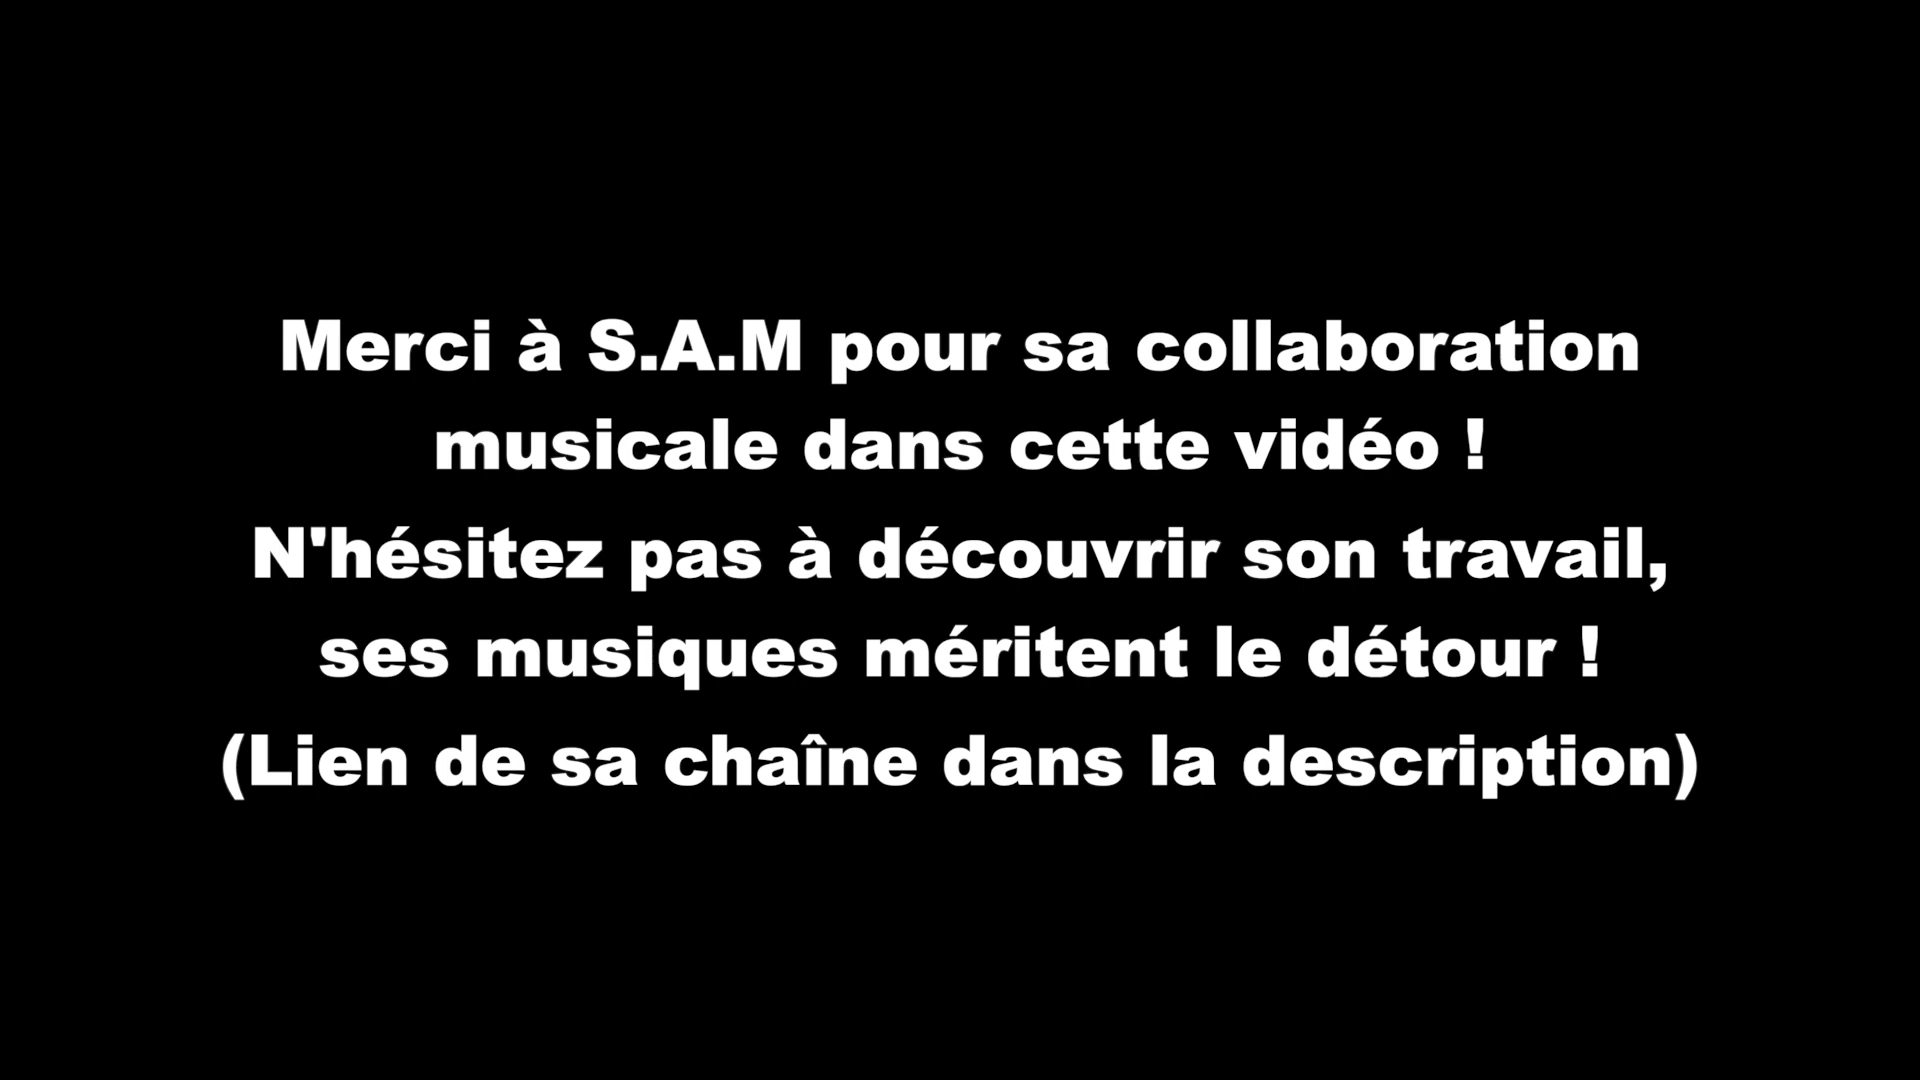 Merci à S.A.M pour sa collaboration
musicale dans cette vidéo !
N'hésitez pas à découvrir son travail,
ses musiques méritent le détour !
(Lien de sa chaîne dans la description)